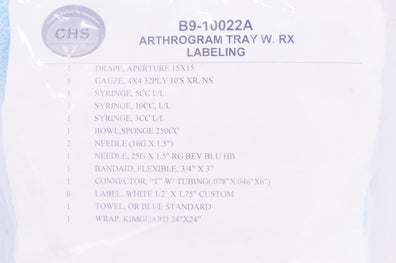 CHS
B9-10022A
ARTHROGRAM TRAY W. RX
LABELING
1 DRAPE, APERTURE 15X15
6 GAUZE, 4X4 32PLY 10'S XR, NS
1 SYRINGE, 5CC L/L
1 SYRINGE, 10CC, L/L
1 SYRINGE, 3CC L/L
1 BOWL,SPONGE 250CC
2 NEEDLE (16G X 1.5")
1 NEEDLE, 25G X 1.5" RG BEV BLU HB
1 BANDAID, FLEXIBLE, 3/4" X 3"
1 CONNECTOR, "T" W/ TUBING(.078"X.046"X6")
6 LABEL, WHITE 1/2' X 1.75" CUSTOM
1 TOWEL, OR BLUE STANDARD
1 WRAP, KIMGUARD 24"X24"